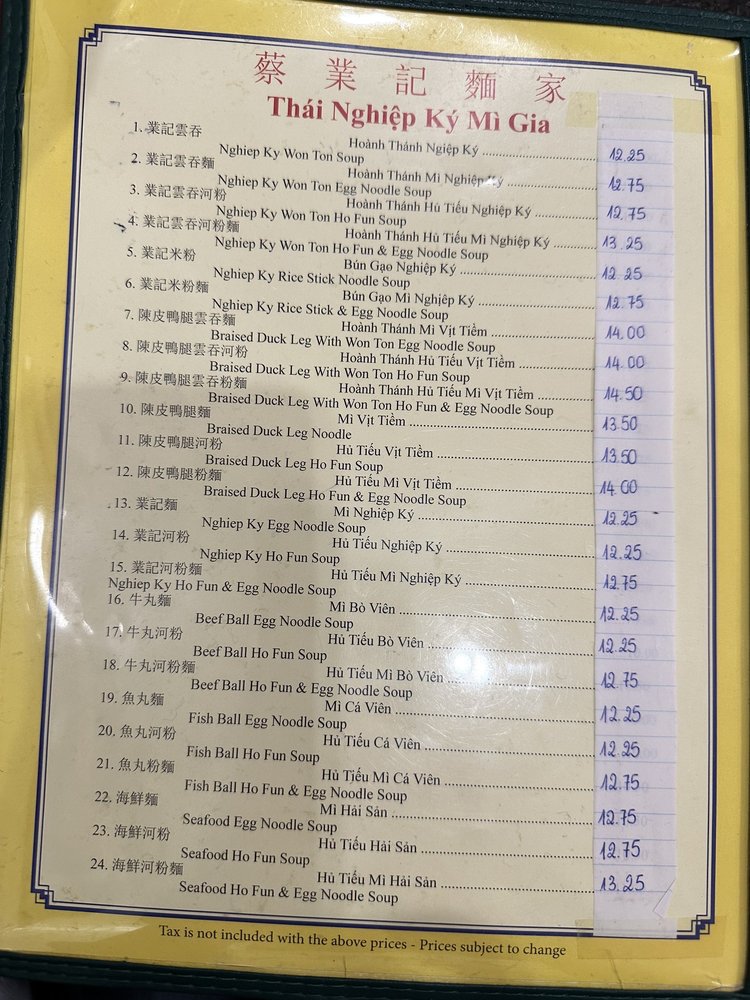 蔡業記麵家
Thái Nghiệp Ký Mì Gia
1. 業記雲吞
Hoành Thánh Ngiệp Ký 12.25
Nghiep Ky Won Ton Soup
2. 業記雲吞麵
Hoành Thánh Mì Nghiệp Ký 12.75
Nghiep Ky Won Ton Egg Noodle Soup
3. 業記雲吞河粉
Hoành Thánh Hủ Tiếu Nghiệp Ký 12.75
Nghiep Ky Won Ton Ho Fun Soup
4. 業記雲吞河粉麵
Hoành Thánh Hủ Tiếu Mì Nghiệp Ký 13.25
Nghiep Ky Won Ton Ho Fun & Egg Noodle Soup
5. 業記米粉
Bún Gạo Nghiệp Ký 12.25
Nghiep Ky Rice Stick Noodle Soup
6. 業記米粉麵
Bún Gạo Mì Nghiệp Ký 12.75
Nghiep Ky Rice Stick & Egg Noodle Soup
7. 陳皮鴨腿雲吞麵
Hoành Thánh Mì Vịt Tiềm 14.00
Braised Duck Leg With Won Ton Egg Noodle Soup
8. 陳皮鴨腿雲吞河粉
Hoành Thánh Hủ Tiếu Vịt Tiềm 14.00
Braised Duck Leg With Won Ton Ho Fun Soup
9. 陳皮鴨腿雲吞粉麵
Hoành Thánh Hủ Tiếu Mì Vịt Tiềm 14.50
Braised Duck Leg With Won Ton Ho Fun & Egg Noodle Soup
10. 陳皮鴨腿麵
Mì Vịt Tiềm 13.50
Braised Duck Leg Noodle
11. 陳皮鴨腿河粉
Hủ Tiếu Vịt Tiềm 13.50
Braised Duck Leg Ho Fun Soup
12. 陳皮鴨腿粉麵
Hủ Tiếu Mì Vịt Tiềm 14.00
Braised Duck Leg Ho Fun & Egg Noodle Soup
13. 業記麵
Mì Nghiệp Ký 12.25
Nghiep Ky Egg Noodle Soup
14. 業記河粉
Hủ Tiếu Nghiệp Ký 12.25
Nghiep Ky Ho Fun Soup
15. 業記河粉麵
Hủ Tiếu Mì Nghiệp Ký 12.75
Nghiep Ky Ho Fun & Egg Noodle Soup
16. 牛丸麵
Mì Bò Viên 12.25
Beef Ball Egg Noodle Soup
17. 牛丸河粉
Hủ Tiếu Bò Viên 12.25
Beef Ball Ho Fun Soup
18. 牛丸河粉麵
Hủ Tiếu Mì Bò Viên 12.75
Beef Ball Ho Fun & Egg Noodle Soup
19. 魚丸麵
Mì Cá Viên 12.25
Fish Ball Egg Noodle Soup
20. 魚丸河粉
Hủ Tiếu Cá Viên 12.25
Fish Ball Ho Fun Soup
21. 魚丸粉麵
Hủ Tiếu Mì Cá Viên 12.75
Fish Ball Ho Fun & Egg Noodle Soup
22. 海鮮麵
Mì Hải Sản 12.75
Seafood Egg Noodle Soup
23. 海鮮河粉
Hủ Tiếu Hải Sản 12.75
Seafood Ho Fun Soup
24. 海鮮河粉麵
Hủ Tiếu Mì Hải Sản 13.25
Seafood Ho Fun & Egg Noodle Soup
Tax is not included with the above prices - Prices subject to change